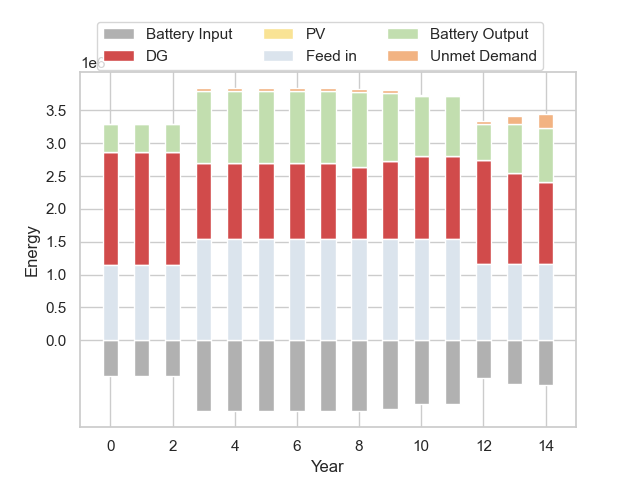 Battery Input PV Battery Output
DG Feed in Unmet Demand
1e6
3.5
3.0
2.5
2.0
1.5
1.0
0.5
0.0
Energy
0 2 4 6 8 10 12 14
Year